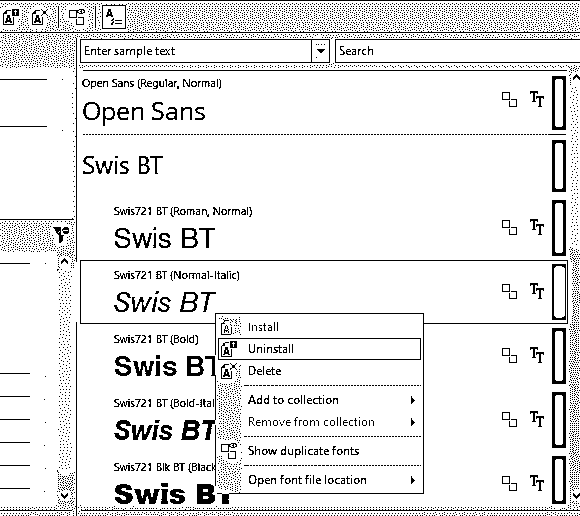 Enter sample text
Search
Open Sans (Regular, Normal)
Open Sans
Swis BT
Swis721 BT (Roman, Normal)
Swis BT
Swis721 BT (Normal-Italic)
Swis BT
Swis721 BT (Bold)
Swis BT
Swis721 BT (Bold-Ital
Swis BT
Swis721 Blk BT (Black
Swis BT
Install
Uninstall
Delete
Add to collection
Remove from collection
Show duplicate fonts
Open font file location